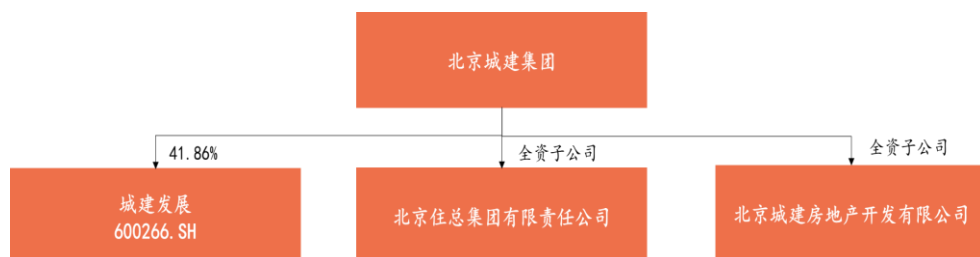 北京城建集团
41.86%
全资子公司
全资子公司
城建发展
600266.SH
北京住总集团有限责任公司
北京城建房地产开发有限公司